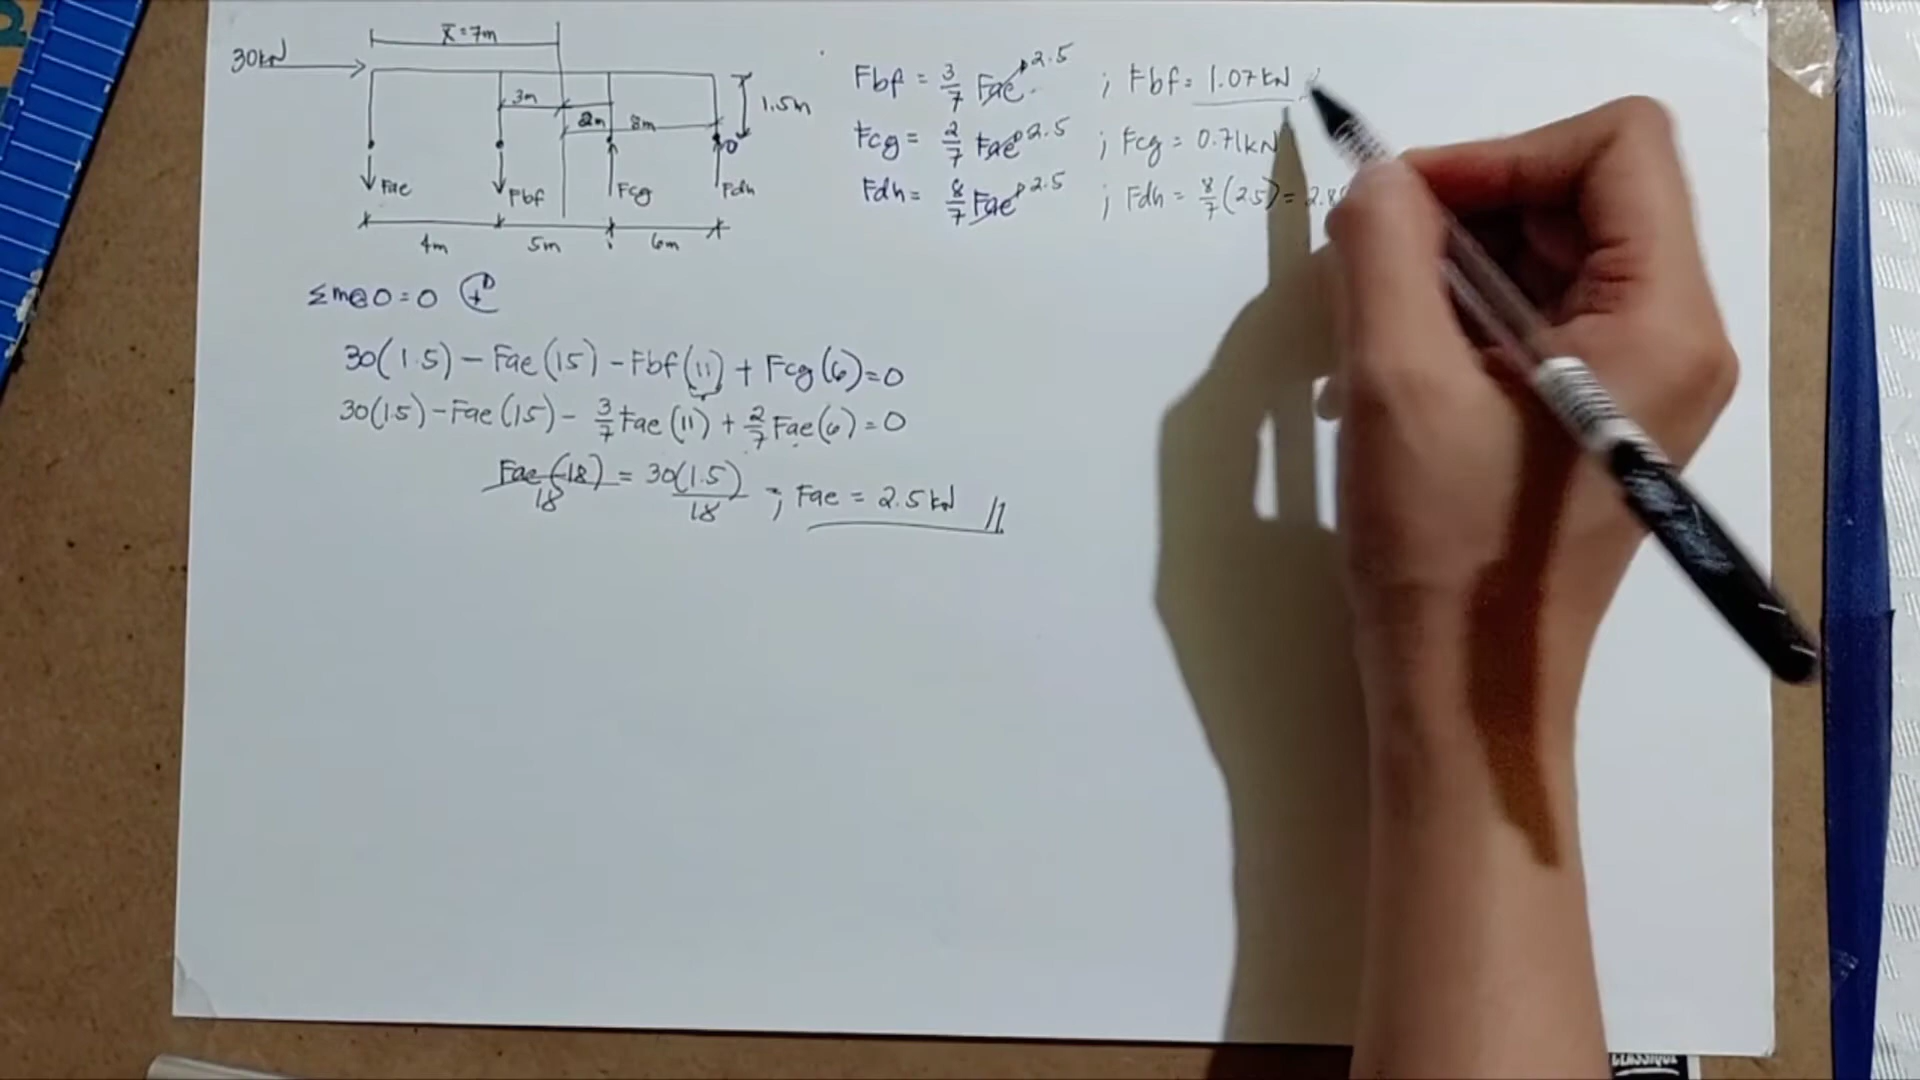 x̄=7m
30kN
3m
2m 8m
1.5m
O
Fae Fbf Fcg Fdh
4m 5m 6m
Fbf = 3/7 Fae 2.5 ; Fbf = 1.07kN ;
Fcg = 2/7 Fae 2.5 ; Fcg = 0.71kN
Fdh = 8/7 Fae 2.5 ; Fdh = 8/7 (2.5) = 2.8
Σm@O = 0 +
30(1.5) - Fae(15) - Fbf(11) + Fcg(6) = 0
30(1.5) - Fae(15) - 3/7 Fae(11) + 2/7 Fae(6) = 0
Fae(18)/18 = 30(1.5)/18 ; Fae = 2.5kN //
CLASSIQUE